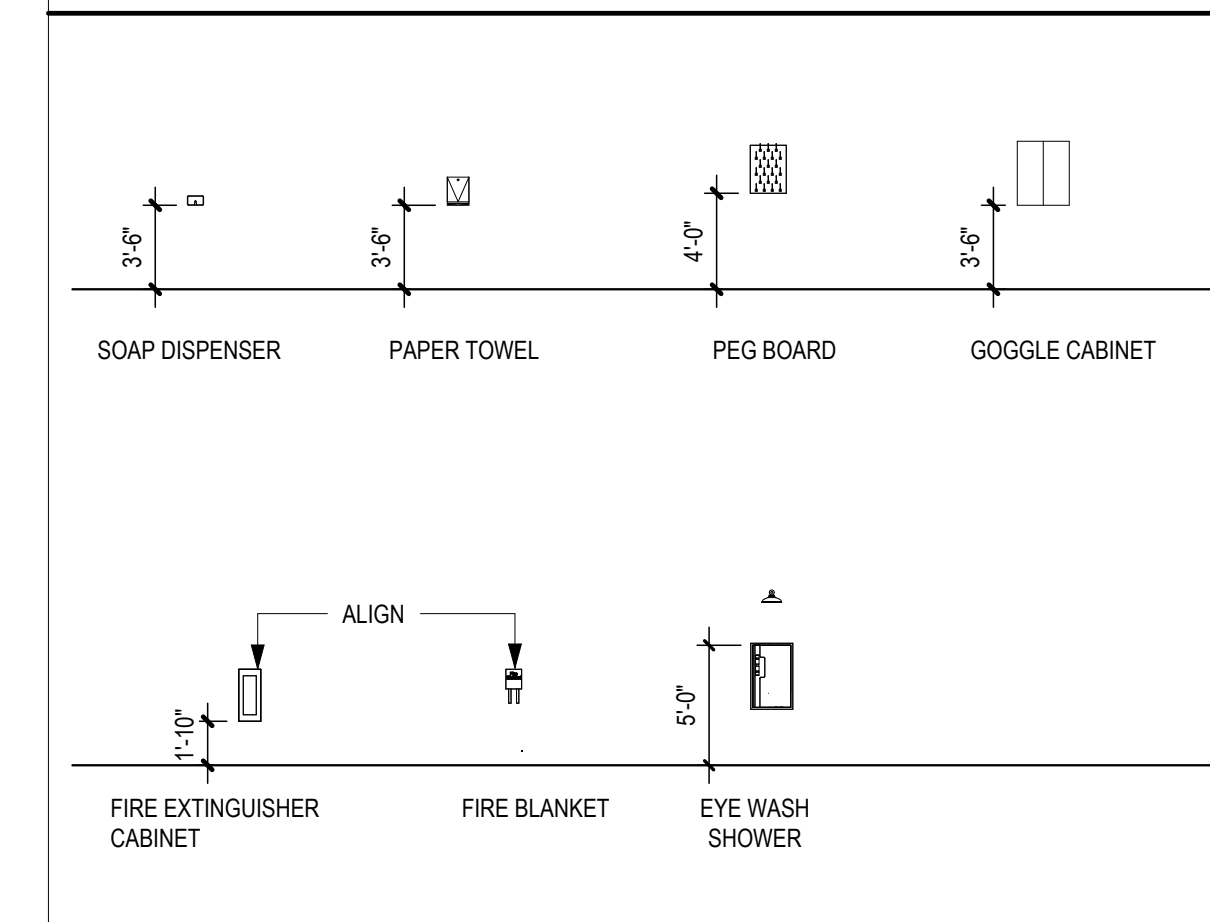 3'-6"
3'-6"
4'-0"
3'-6"
SOAP DISPENSER
PAPER TOWEL
PEG BOARD
GOGGLE CABINET
ALIGN
1'-10"
5'-0"
FIRE EXTINGUISHER
CABINET
FIRE BLANKET
EYE WASH
SHOWER